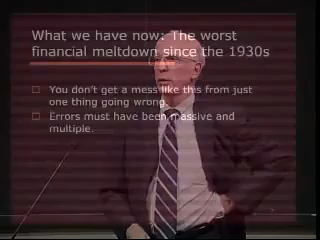 What we have now: The worst
financial meltdown since the 1930s
You don't get a mess like this from just
one thing going wrong.
Errors must have been massive and
multiple.